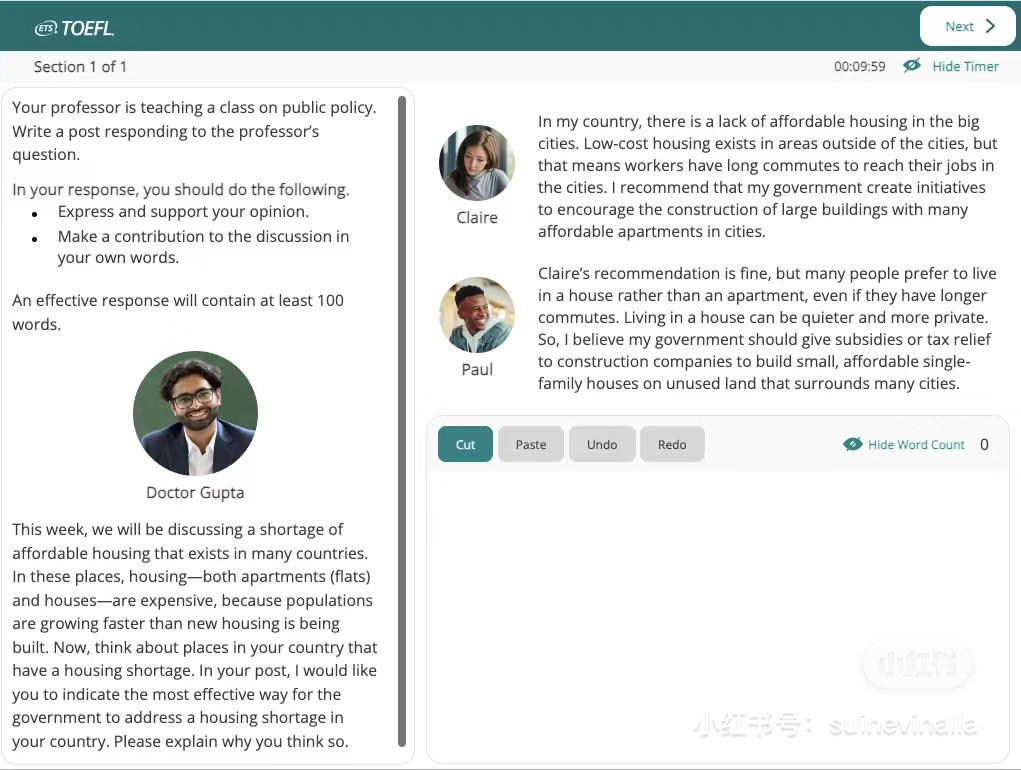 ETS TOEFL
Next
Section 1 of 1
00:09:59
Hide Timer
Your professor is teaching a class on public policy.
Write a post responding to the professor's
question.
In your response, you should do the following.
• Express and support your opinion.
• Make a contribution to the discussion in
your own words.
An effective response will contain at least 100
words.
Doctor Gupta
This week, we will be discussing a shortage of
affordable housing that exists in many countries.
In these places, housing—both apartments (flats)
and houses—are expensive, because populations
are growing faster than new housing is being
built. Now, think about places in your country that
have a housing shortage. In your post, I would like
you to indicate the most effective way for the
government to address a housing shortage in
your country. Please explain why you think so.
In my country, there is a lack of affordable housing in the big
cities. Low-cost housing exists in areas outside of the cities, but
that means workers have long commutes to reach their jobs in
the cities. I recommend that my government create initiatives
to encourage the construction of large buildings with many
affordable apartments in cities.
Claire
Claire's recommendation is fine, but many people prefer to live
in a house rather than an apartment, even if they have longer
commutes. Living in a house can be quieter and more private.
So, I believe my government should give subsidies or tax relief
to construction companies to build small, affordable single-
family houses on unused land that surrounds many cities.
Paul
Cut
Paste
Undo
Redo
Hide Word Count
0
小红书
小红书号：suinevinalla